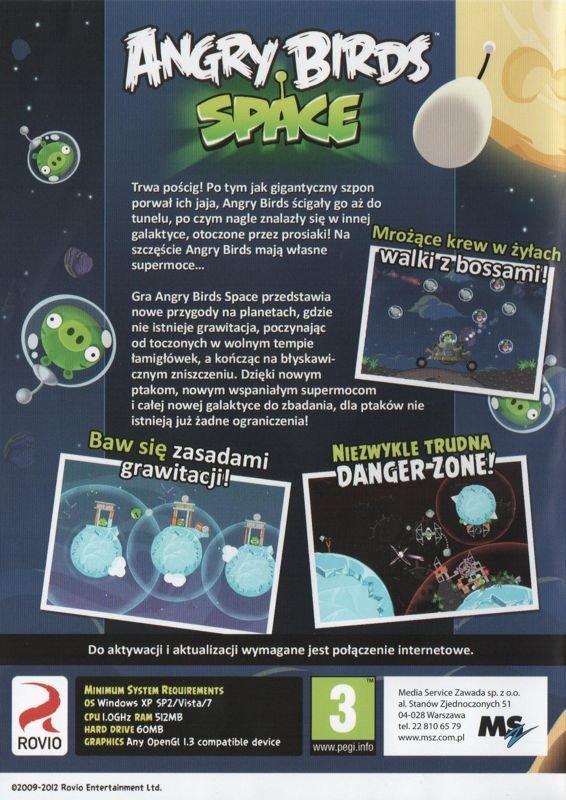 ANGRY BIRDS™
SPACE
Trwa pościg! Po tym jak gigantyczny szpon
porwał ich jaja, Angry Birds ścigały go aż do
tunelu, po czym nagle znalazły się w innej
galaktyce, otoczone przez prosiaki! Na
szczęście Angry Birds mają własne
supermoce...
Mrożące krew w żyłach
walki z bossami!
Gra Angry Birds Space przedstawia
nowe przygody na planetach, gdzie
nie istnieje grawitacja, poczynając
od toczonych w wolnym tempie
łamigłówek, a kończąc na błyskawi-
cznym zniszczeniu. Dzięki nowym
ptakom, nowym wspaniałym supermocom
i całej nowej galaktyce do zbadania, dla ptaków nie
istnieją już żadne ograniczenia!
Baw się zasadami
grawitacji!
NIEZWYKLE TRUDNA
DANGER ZONE!
Do aktywacji i aktualizacji wymagane jest połączenie internetowe.
ROVIO
MINIMUM SYSTEM REQUIREMENTS
OS Windows XP SP2/Vista/7
CPU 1.0GHz RAM 512MB
HARD DRIVE 60MB
GRAPHICS Any OpenGl 1.3 compatible device
3™
www.pegi.info
Media Service Zawada sp. z o.o.
al. Stanów Zjednoczonych 51
04-028 Warszawa
tel. 22 810 65 79
www.msz.com.pl
MSZ
©2009-2012 Rovio Entertainment Ltd.